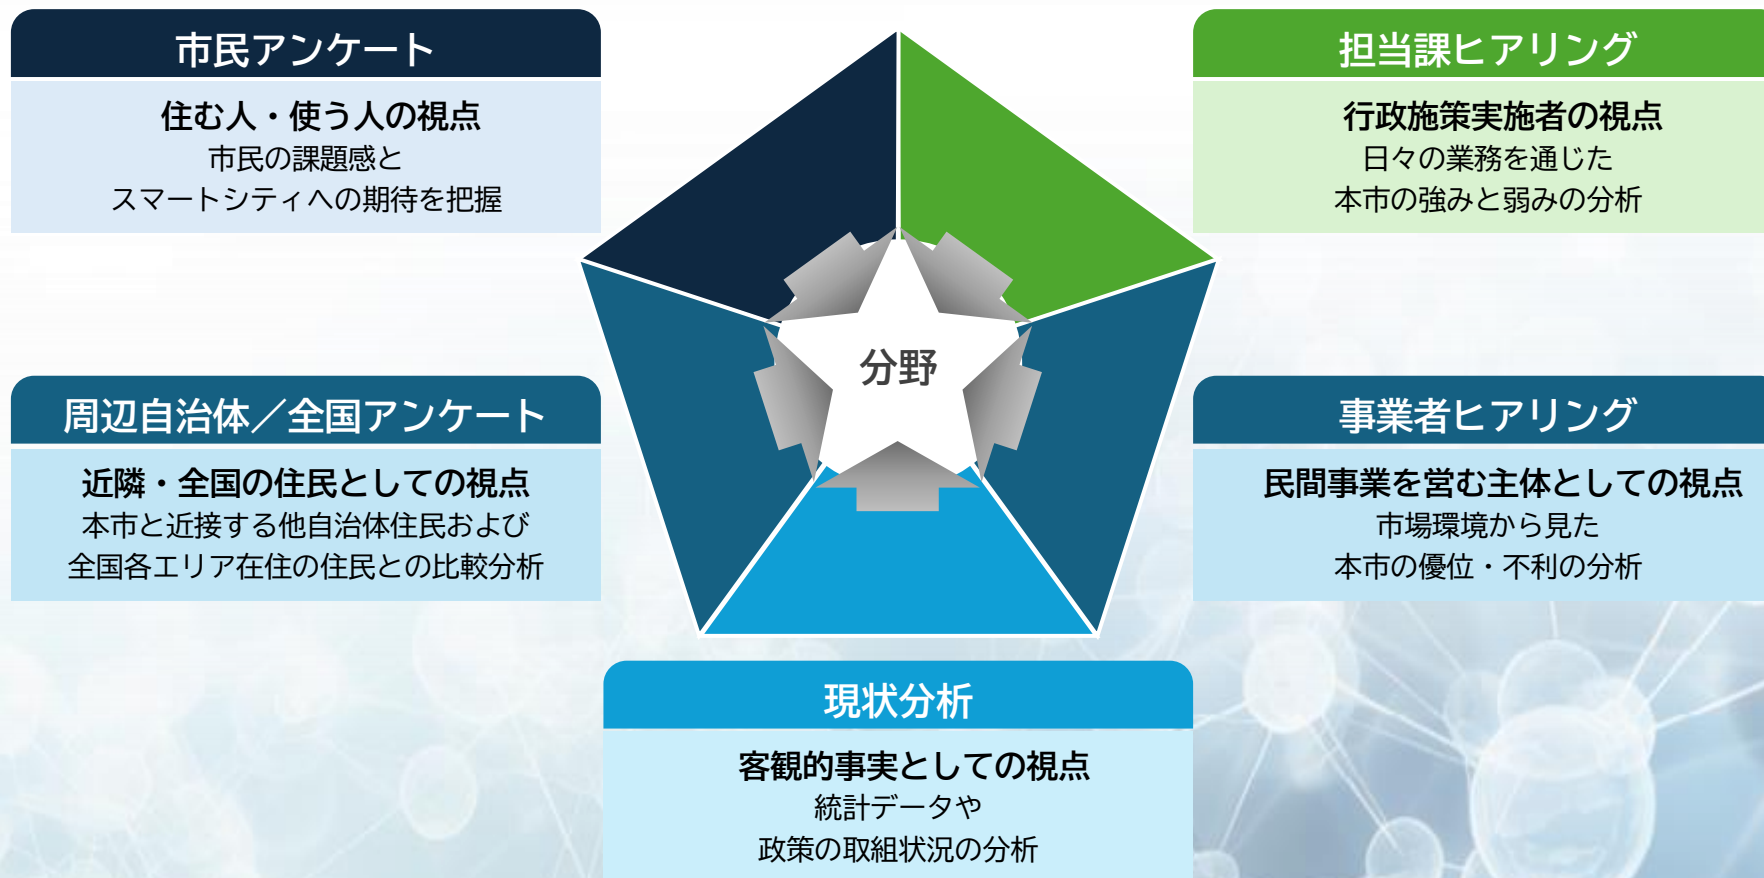 市民アンケート
住む人・使う人の視点
市民の課題感と
スマートシティへの期待を把握
担当課ヒアリング
行政施策実施者の視点
日々の業務を通じた
本市の強みと弱みの分析
分野
周辺自治体／全国アンケート
近隣・全国の住民としての視点
本市と近接する他自治体住民および
全国各エリア在住の住民との比較分析
事業者ヒアリング
民間事業を営む主体としての視点
市場環境から見た
本市の優位・不利の分析
現状分析
客観的事実としての視点
統計データや
政策の取組状況の分析